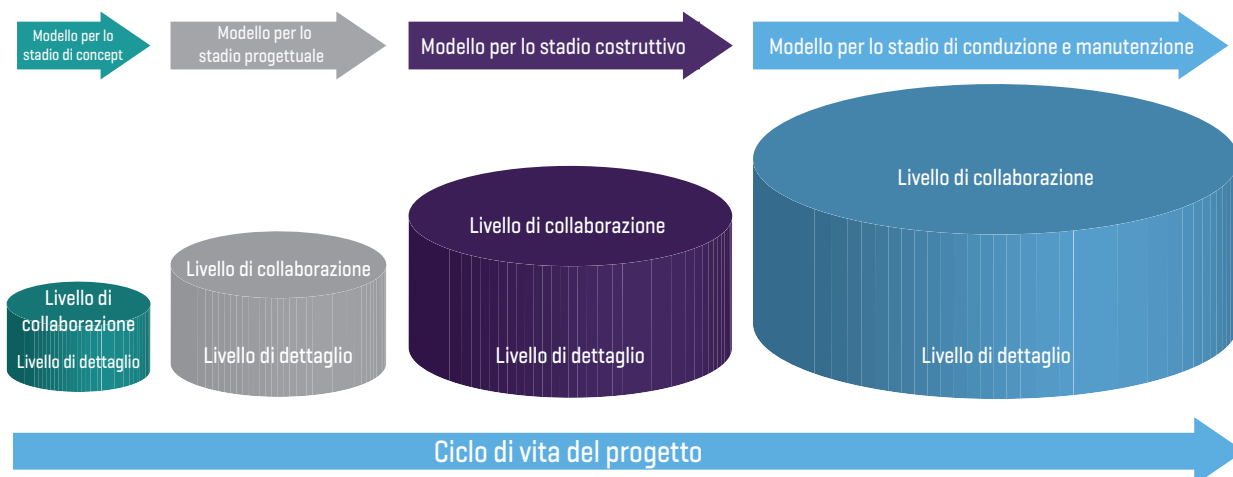 Modello per lo
stadio di concept
Modello per lo
stadio progettuale
Modello per lo stadio costruttivo
Modello per lo stadio di conduzione e manutenzione
Livello di
collaborazione
Livello di dettaglio
Livello di collaborazione
Livello di dettaglio
Livello di collaborazione
Livello di dettaglio
Livello di collaborazione
Livello di dettaglio
Ciclo di vita del progetto